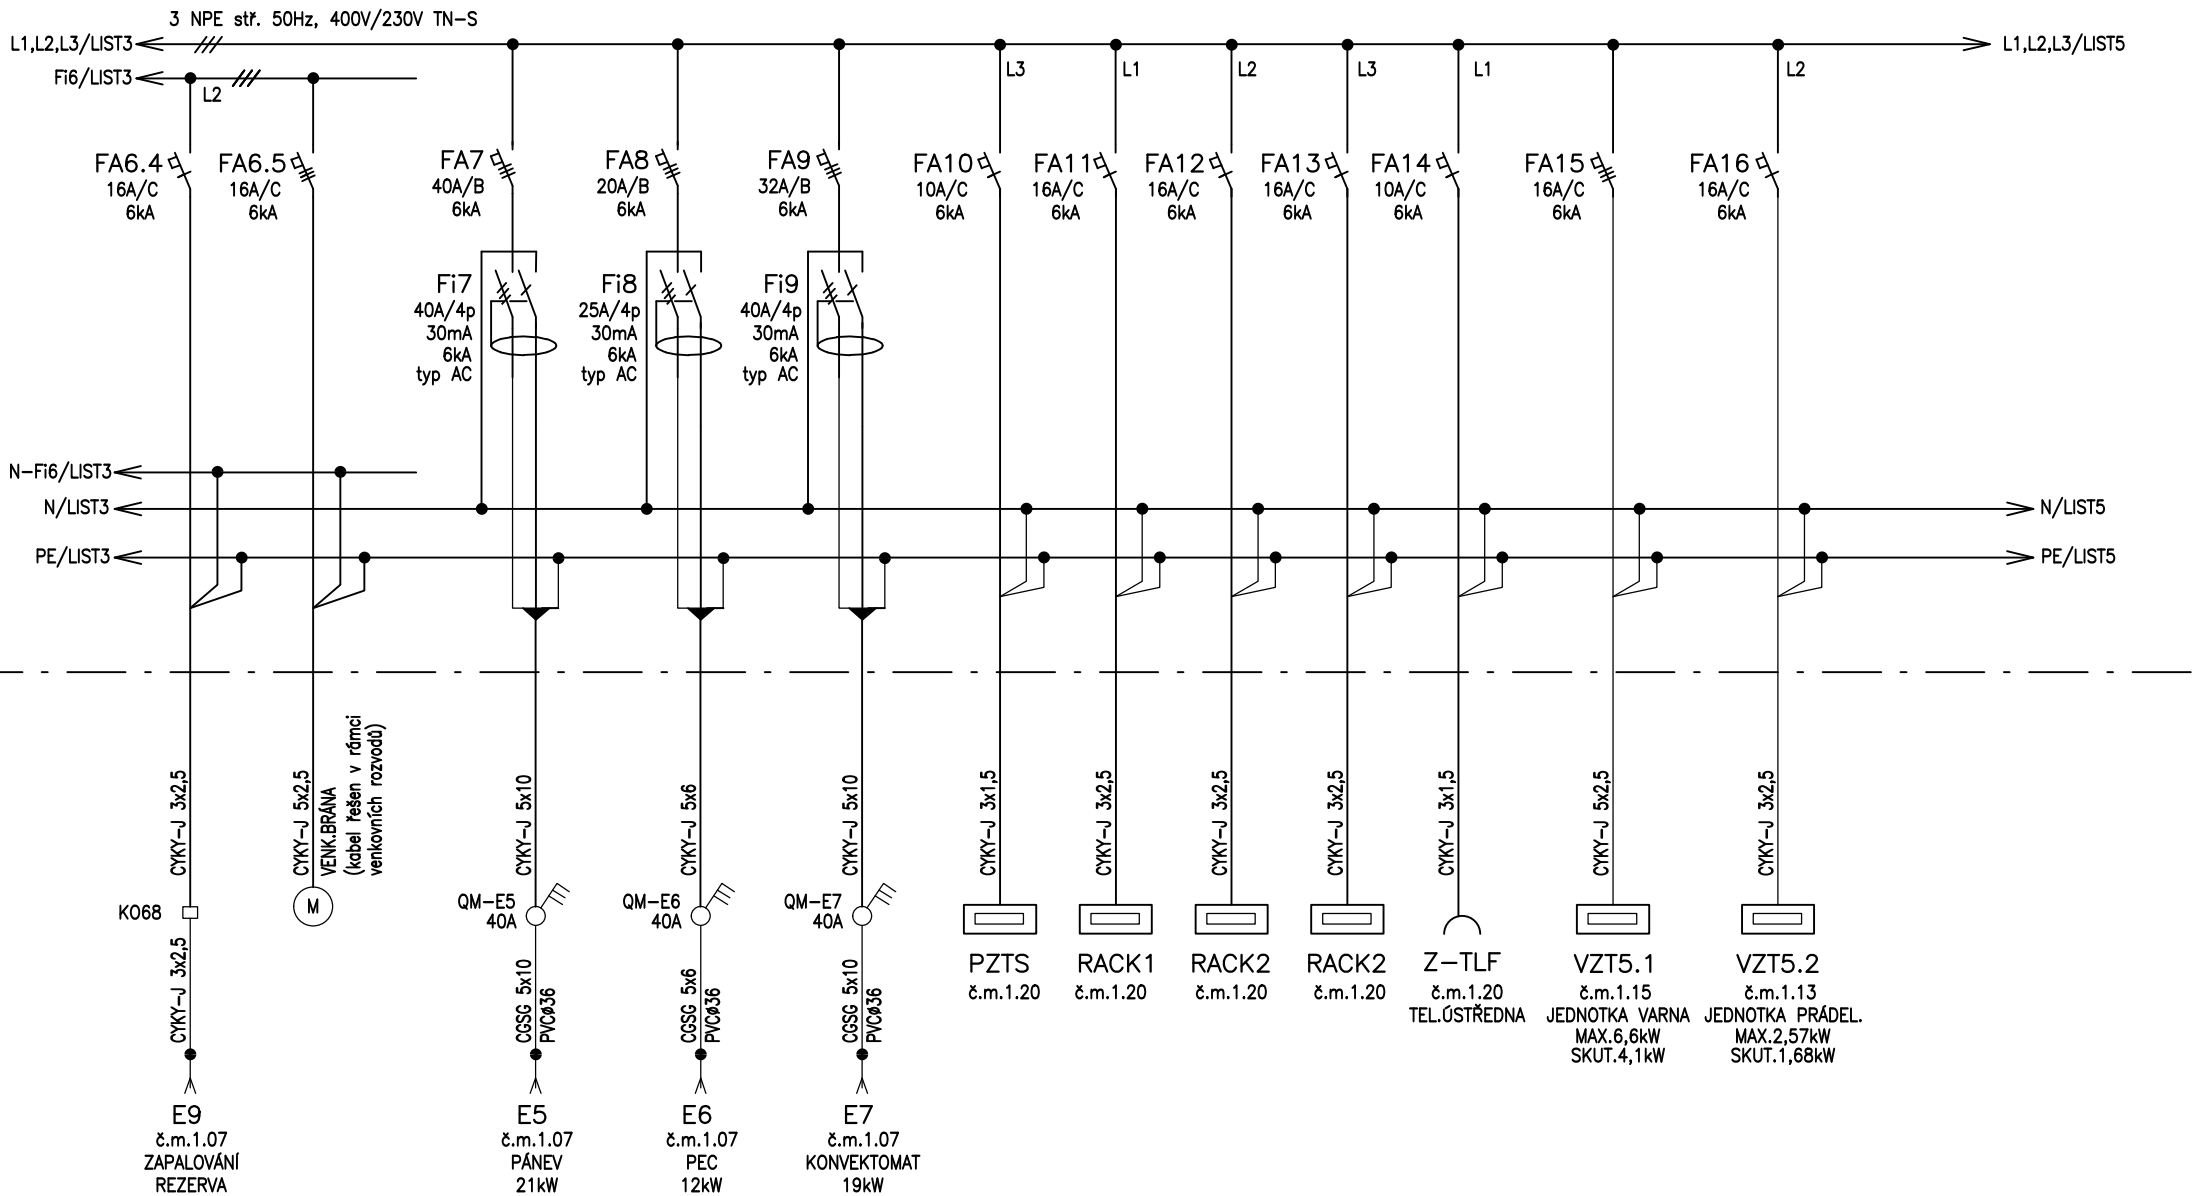 3 NPE stř. 50Hz, 400V/230V TN-S
L1,L2,L3/LIST3
L1,L2,L3/LIST5
Fi6/LIST3
L2
L3
L1
L2
L3
L1
L2
FA6.4
16A/C
6kA
FA6.5
16A/C
6kA
FA7
40A/B
6kA
FA8
20A/B
6kA
FA9
32A/B
6kA
FA10
10A/C
6kA
FA11
16A/C
6kA
FA12
16A/C
6kA
FA13
16A/C
6kA
FA14
10A/C
6kA
FA15
16A/C
6kA
FA16
16A/C
6kA
Fi7
40A/4p
30mA
6kA
typ AC
Fi8
25A/4p
30mA
6kA
typ AC
Fi9
40A/4p
30mA
6kA
typ AC
N-Fi6/LIST3
N/LIST3
N/LIST5
PE/LIST3
PE/LIST5
CYKY-J 3x2,5
CYKY-J 5x2,5
VENK.BRÁNA
(kabel řešen v rámci
venkovních rozvodů)
CYKY-J 5x10
CYKY-J 5x6
CYKY-J 5x10
CYKY-J 3x1,5
CYKY-J 3x2,5
CYKY-J 3x2,5
CYKY-J 3x2,5
CYKY-J 3x1,5
CYKY-J 5x2,5
CYKY-J 3x2,5
KO68
M
QM-E5
40A
QM-E6
40A
QM-E7
40A
CYKY-J 3x2,5
CGSG 5x10
PVCø36
CGSG 5x6
PVCø36
CGSG 5x10
PVCø36
PZTS
č.m.1.20
RACK1
č.m.1.20
RACK2
č.m.1.20
RACK2
č.m.1.20
Z-TLF
č.m.1.20
TEL.ÚSTŘEDNA
VZT5.1
č.m.1.15
JEDNOTKA VARNA
MAX.6,6kW
SKUT.4,1kW
VZT5.2
č.m.1.13
JEDNOTKA PRÁDEL.
MAX.2,57kW
SKUT.1,68kW
E9
č.m.1.07
ZAPALOVÁNÍ
REZERVA
E5
č.m.1.07
PÁNEV
21kW
E6
č.m.1.07
PEC
12kW
E7
č.m.1.07
KONVEKTOMAT
19kW